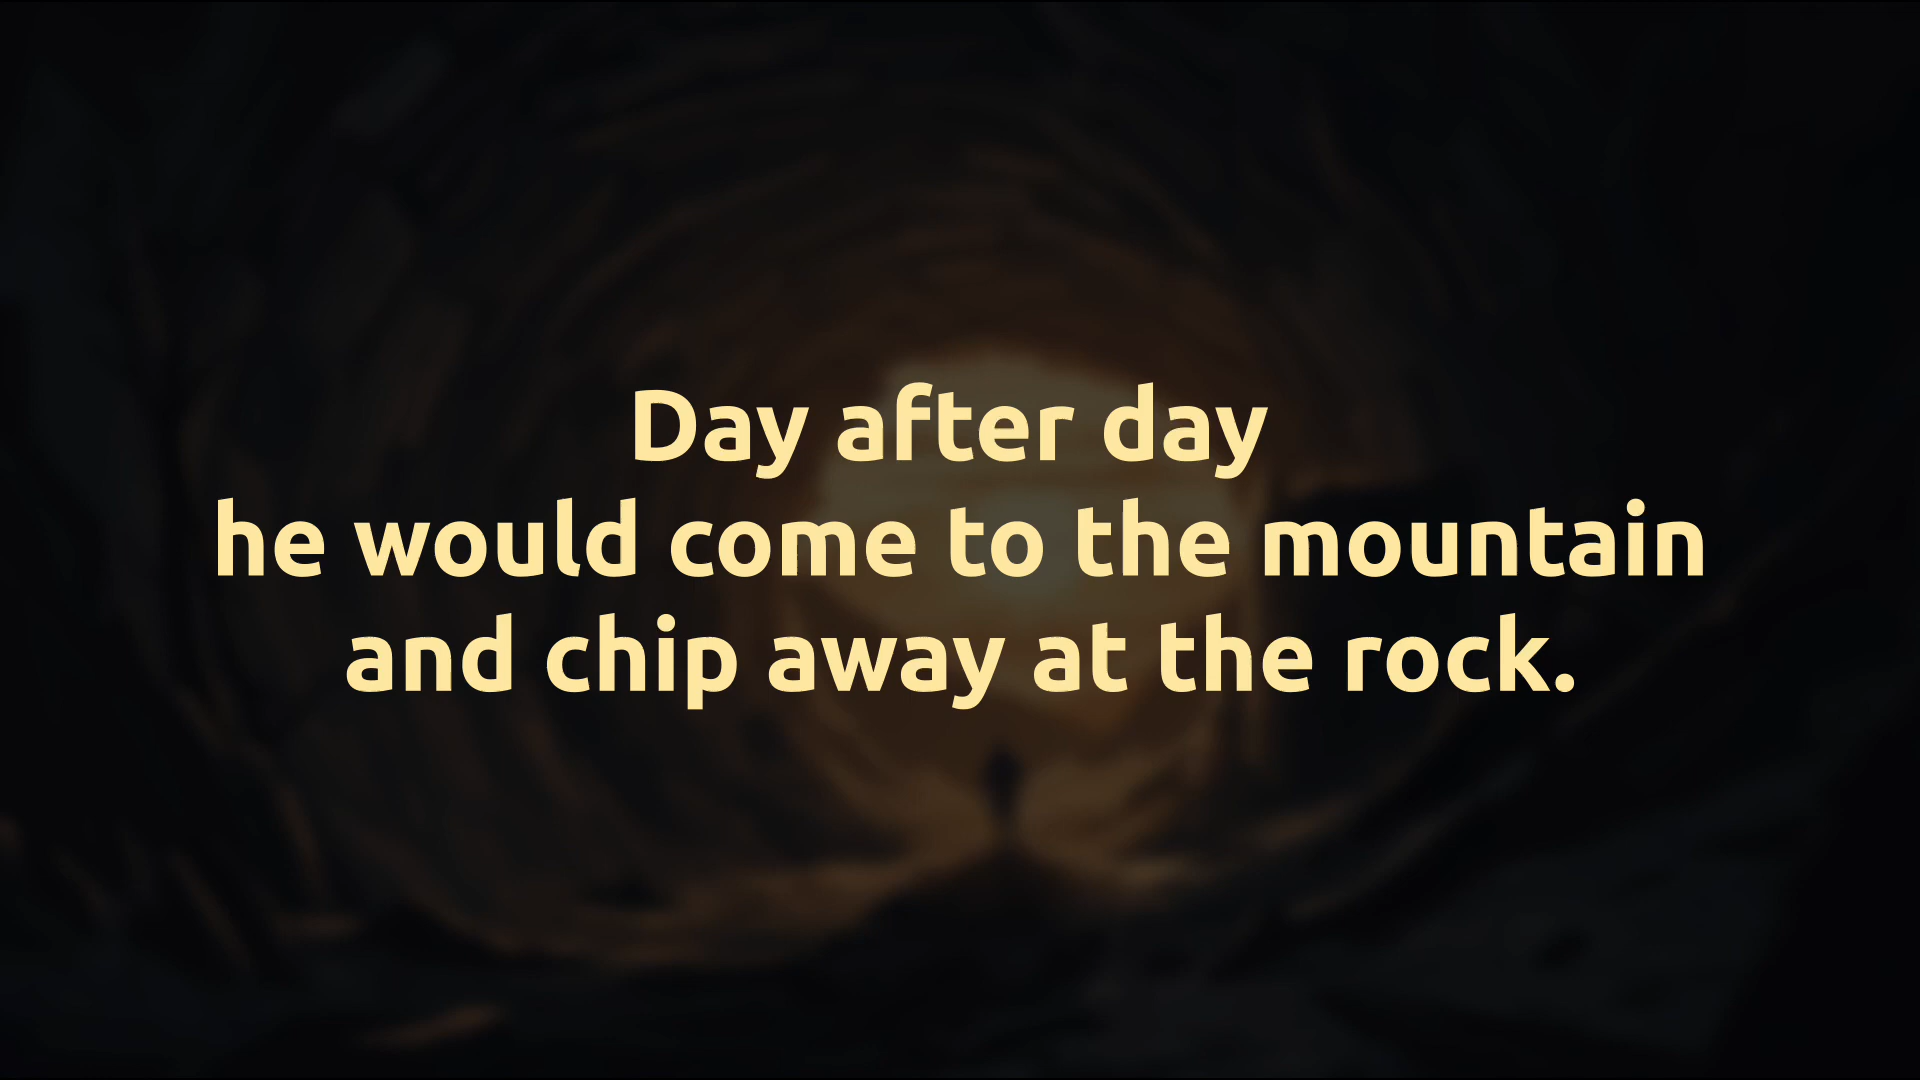 Day after day
he would come to the mountain
and chip away at the rock.